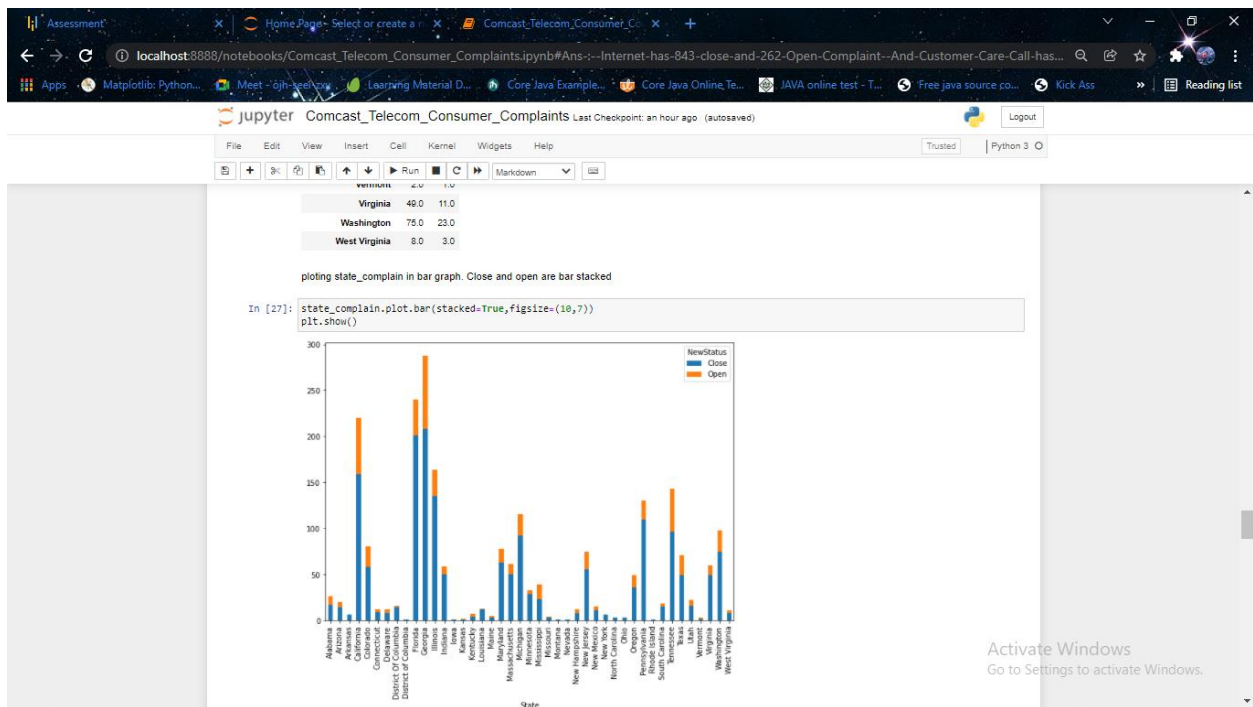 Assessment
Home Page - Select or create a n
Comcast_Telecom_Consumer_Co
localhost:8888/notebooks/Comcast_Telecom_Consumer_Complaints.ipynb#Ans-:--Internet-has-843-close-and-262-Open-Complaint--And-Customer-Care-Call-has...
Apps
Matplotlib: Python...
Meet -
Learning Material D...
Core Java Example...
Core Java Online Te...
JAVA online test - T...
Free java source co...
Kick Ass
»
Reading list
jupyter Comcast_Telecom_Consumer_Complaints Last Checkpoint: an hour ago (autosaved)
Logout
File Edit View Insert Cell Kernel Widgets Help
Trusted Python 3
Run Markdown
Vermont 2.0 1.0
Virginia 49.0 11.0
Washington 75.0 23.0
West Virginia 8.0 3.0
ploting state_complain in bar graph. Close and open are bar stacked
In [27]: state_complain.plot.bar(stacked=True,figsize=(10,7))
plt.show()
NewStatus
Close
Open
300
250
200
150
100
50
0
Alabama
Arizona
Arkansas
California
Colorado
Connecticut
Delaware
District Of Columbia
District of Columbia
Florida
Georgia
Illinois
Indiana
Iowa
Kansas
Kentucky
Louisiana
Maine
Maryland
Massachusetts
Michigan
Minnesota
Mississippi
Missouri
Montana
Nevada
New Hampshire
New Jersey
New Mexico
New York
North Carolina
Ohio
Oregon
Pennsylvania
Rhode Island
South Carolina
Tennessee
Texas
Utah
Vermont
Virginia
Washington
West Virginia
State
Activate Windows
Go to Settings to activate Windows.